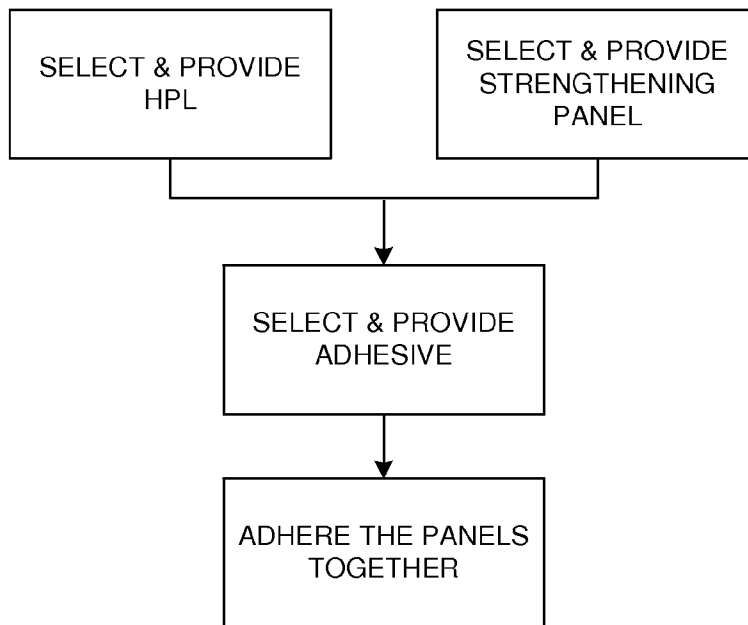 SELECT & PROVIDE
HPL
SELECT & PROVIDE
STRENGTHENING
PANEL
SELECT & PROVIDE
ADHESIVE
ADHERE THE PANELS
TOGETHER